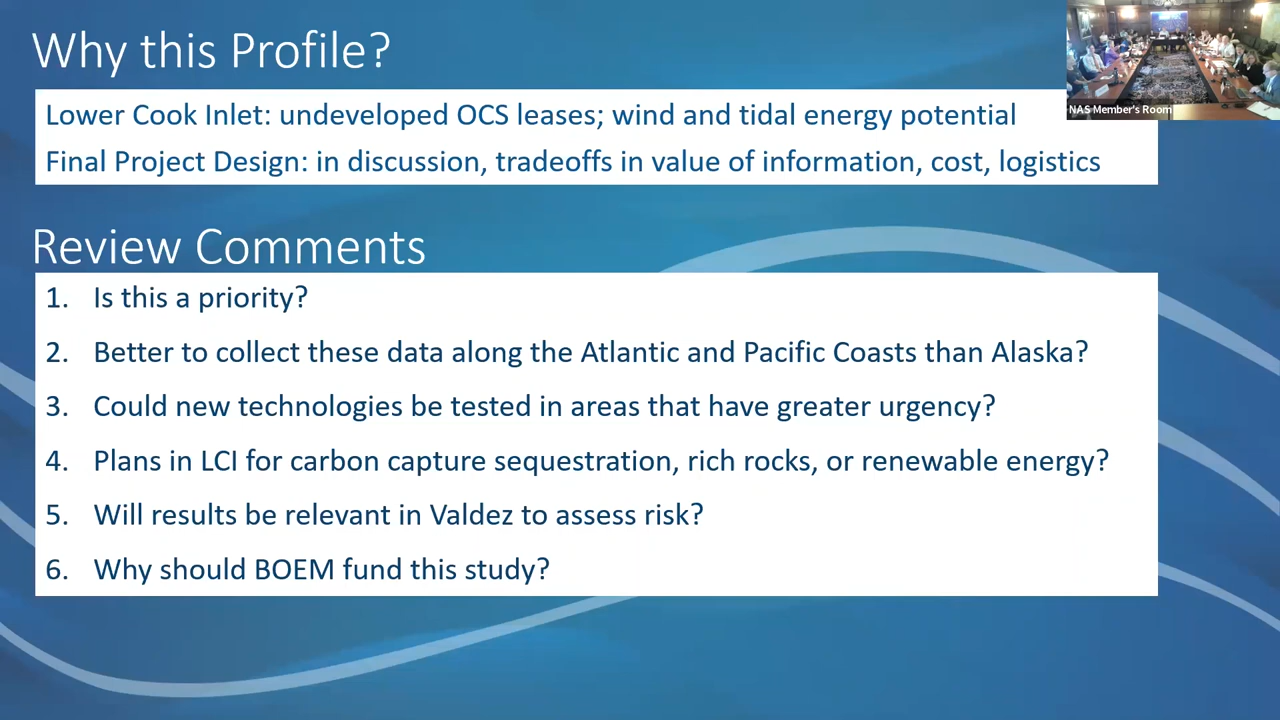 Why this Profile?
NAS Member's Room
Lower Cook Inlet: undeveloped OCS leases; wind and tidal energy potential
Final Project Design: in discussion, tradeoffs in value of information, cost, logistics
Review Comments
1. Is this a priority?
2. Better to collect these data along the Atlantic and Pacific Coasts than Alaska?
3. Could new technologies be tested in areas that have greater urgency?
4. Plans in LCI for carbon capture sequestration, rich rocks, or renewable energy?
5. Will results be relevant in Valdez to assess risk?
6. Why should BOEM fund this study?